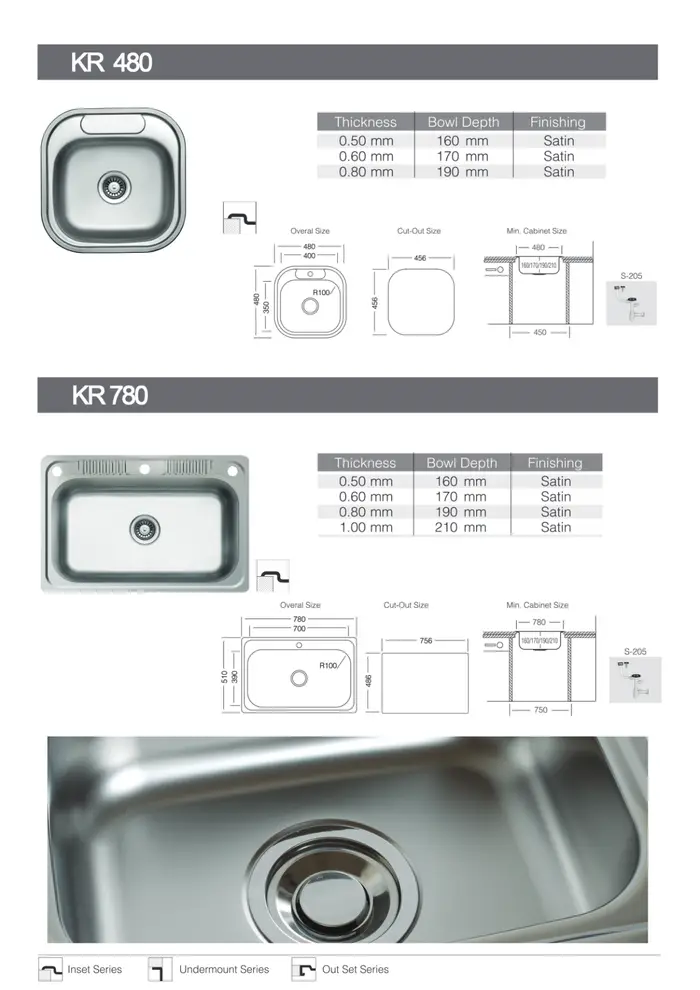 KR 480
Thickness Bowl Depth Finishing
0.50 mm 160 mm Satin
0.60 mm 170 mm Satin
0.80 mm 190 mm Satin
Overal Size Cut-Out Size Min. Cabinet Size
480
400
480
350
R100
456
456
480
160/170/190/210
450
S-205
KR 780
Thickness Bowl Depth Finishing
0.50 mm 160 mm Satin
0.60 mm 170 mm Satin
0.80 mm 190 mm Satin
1.00 mm 210 mm Satin
Overal Size Cut-Out Size Min. Cabinet Size
780
700
510
390
R100
756
486
780
160/170/190/210
750
S-205
Inset Series Undermount Series Out Set Series